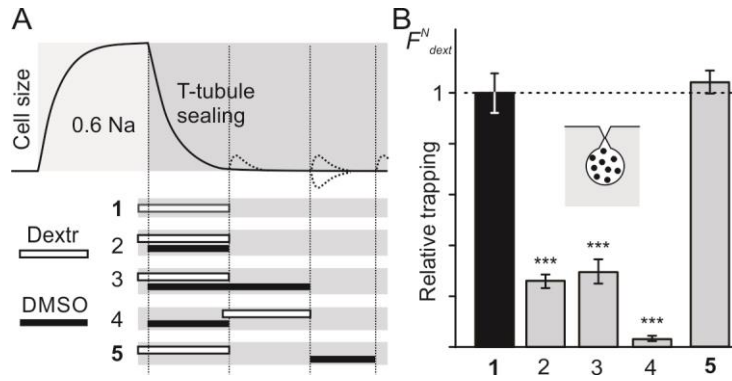 A
Cell size
0.6 Na
T-tubule
sealing
Dextr
DMSO
1
2
3
4
5
B
F^N_dext
Relative trapping
1
***
***
***
1 2 3 4 5